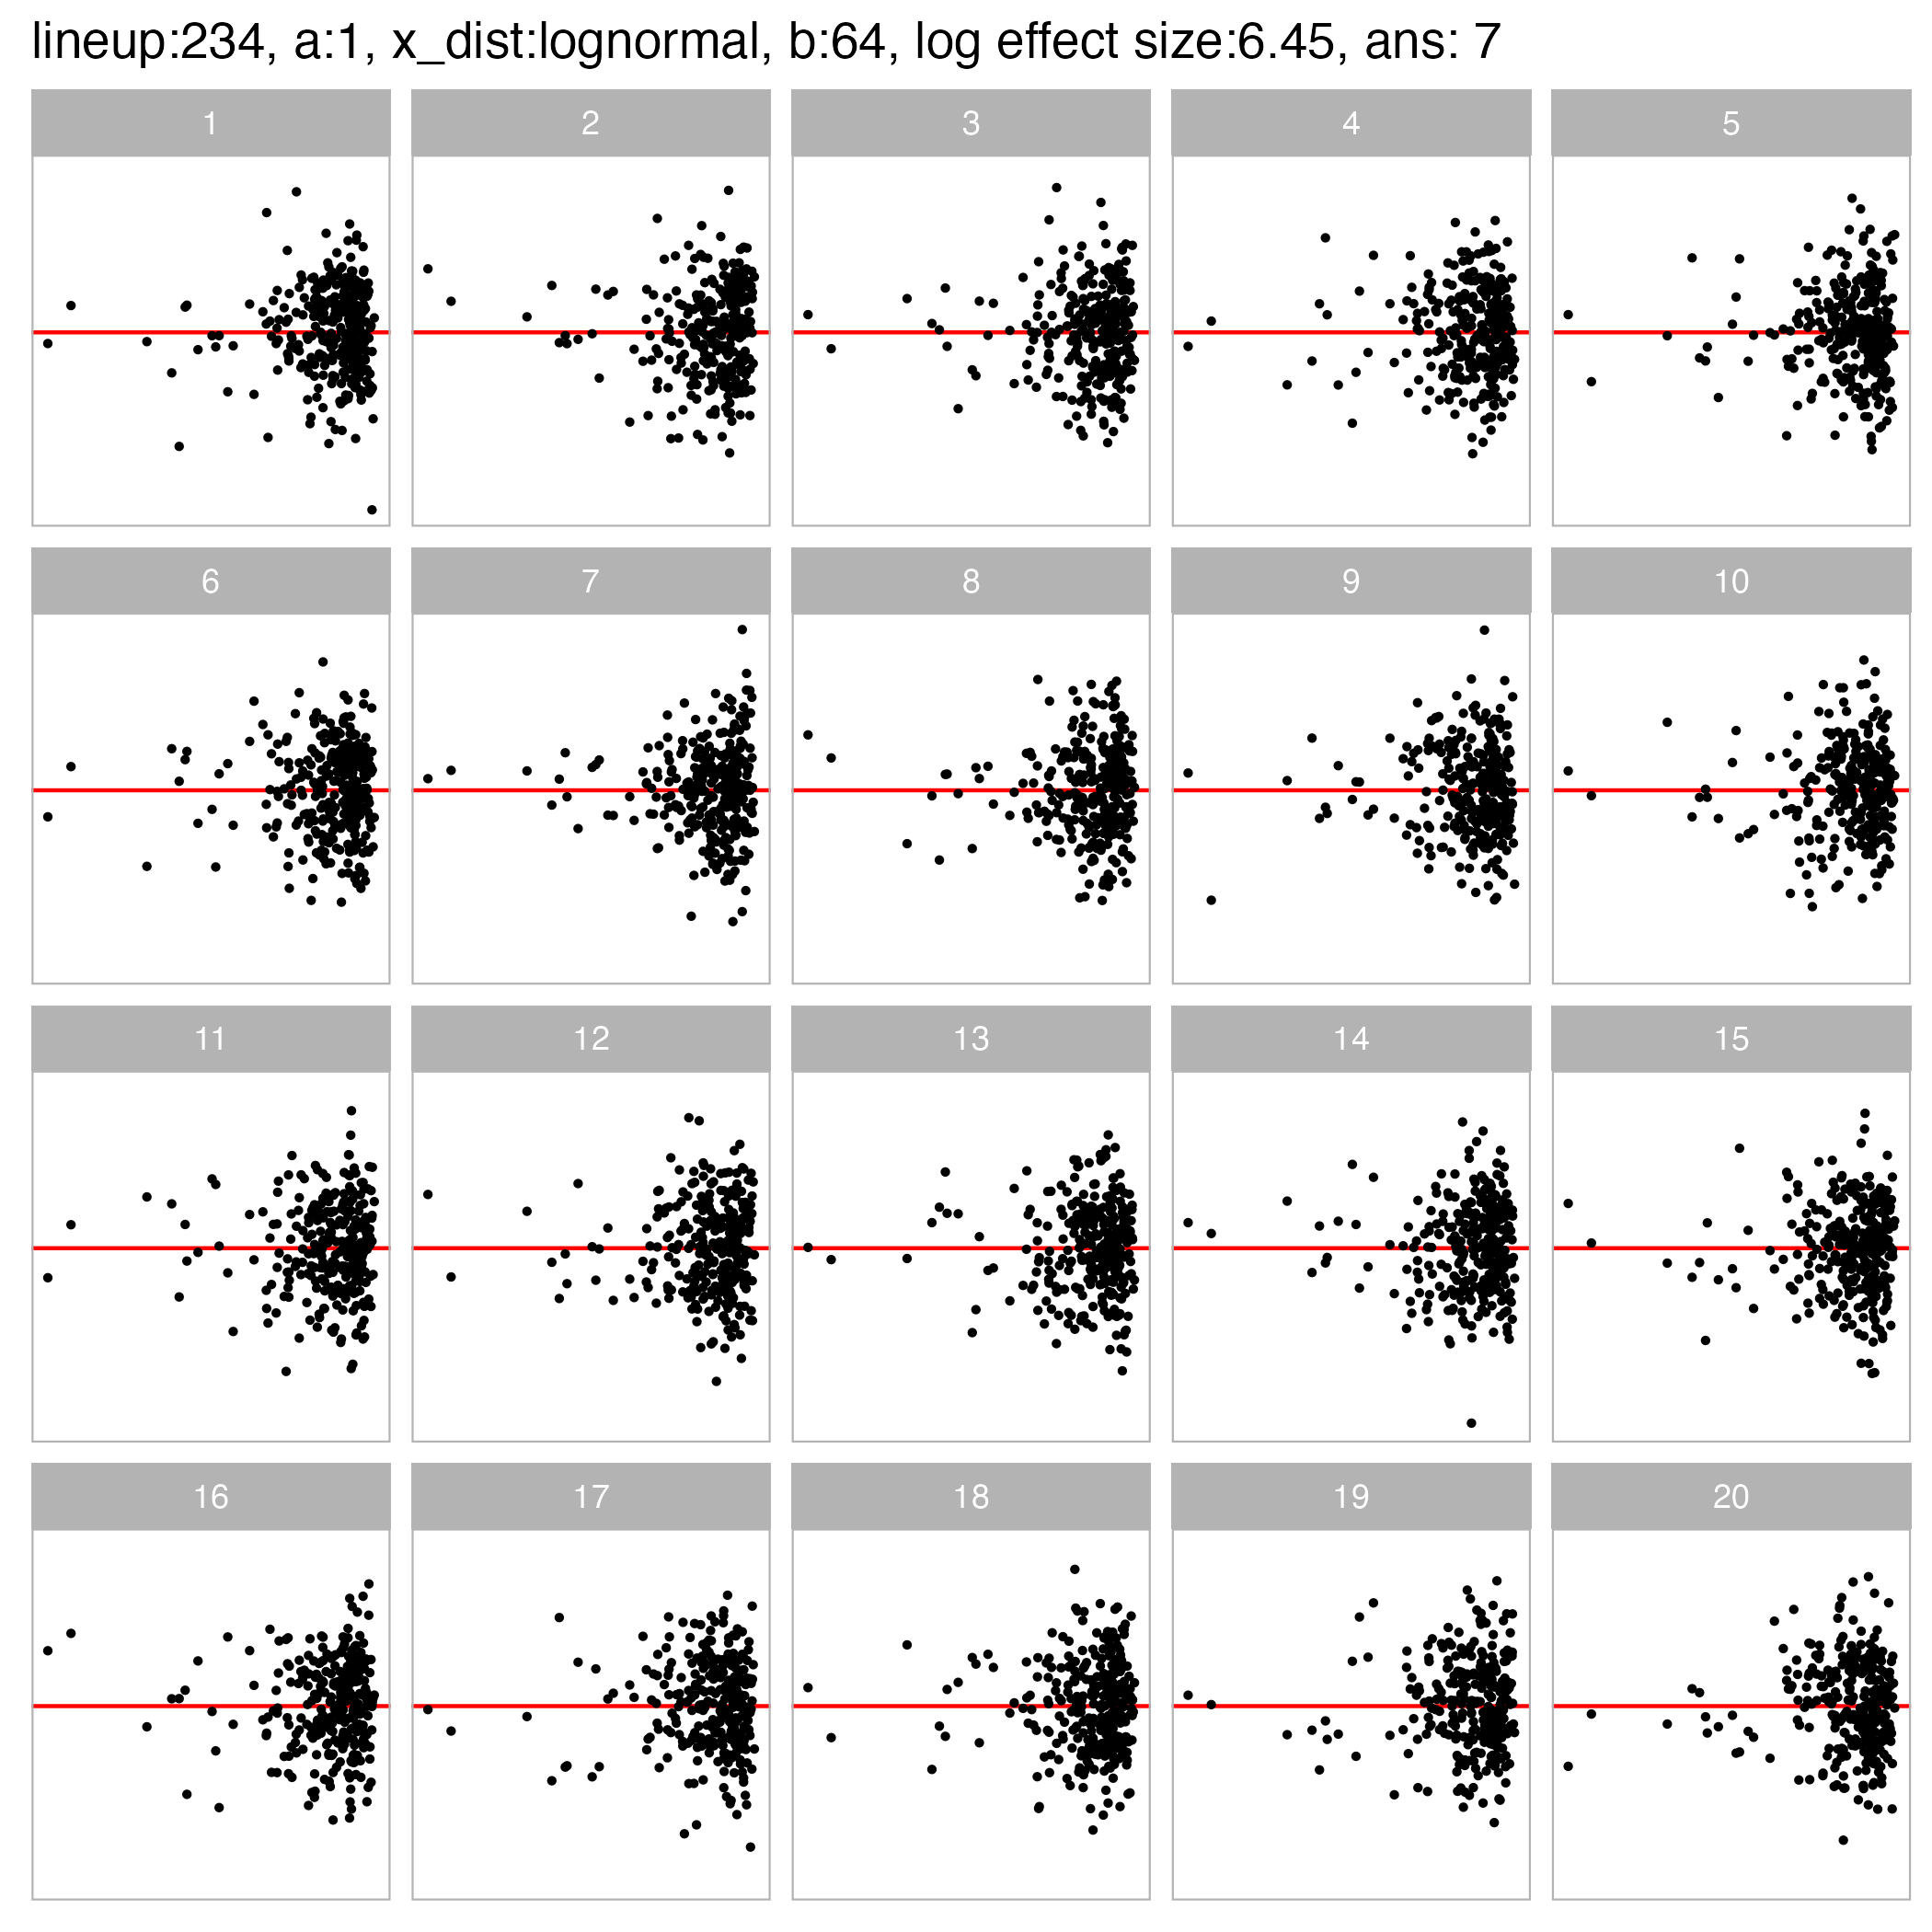 lineup:234, a:1, x_dist:lognormal, b:64, log effect size:6.45, ans: 7
1 2 3 4 5
6 7 8 9 10
11 12 13 14 15
16 17 18 19 20